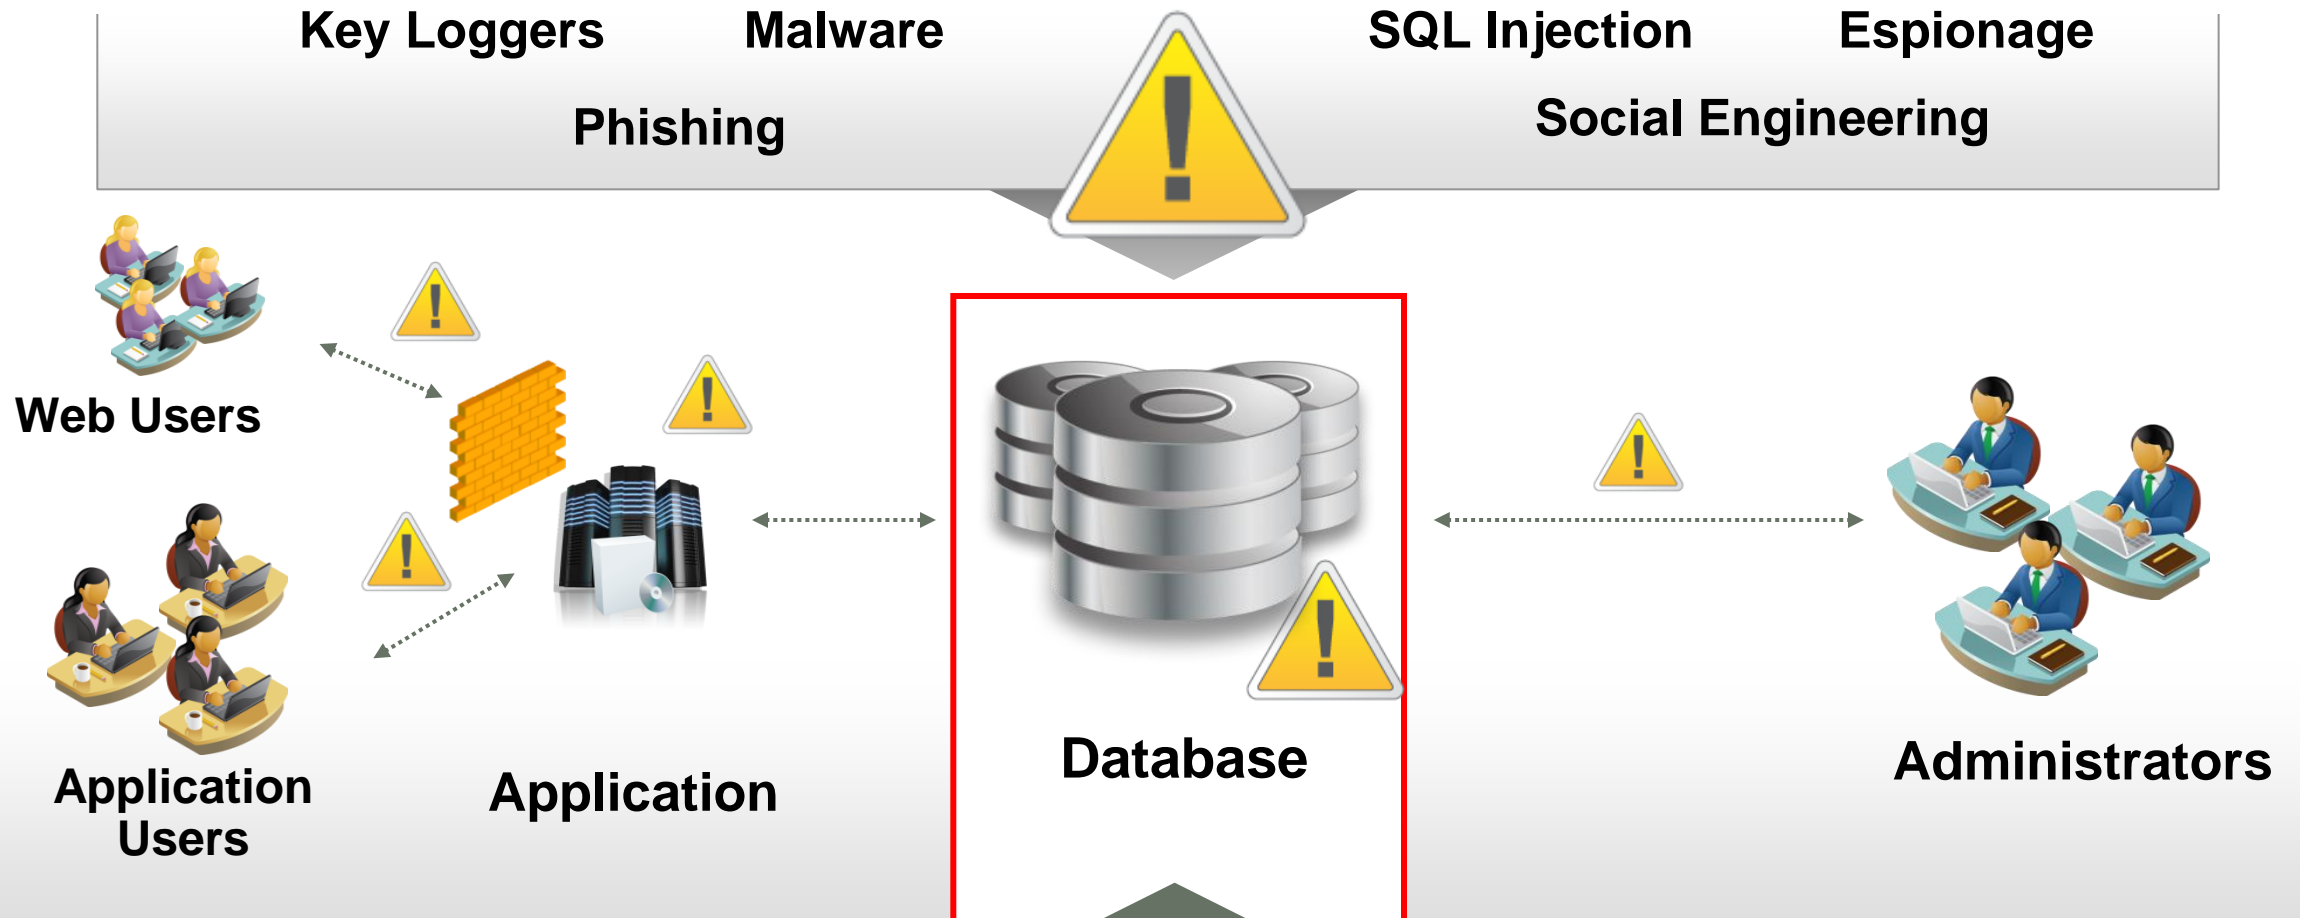 Key Loggers Malware SQL Injection Espionage
Phishing Social Engineering
Web Users
Application
Users
Application
Database
Administrators